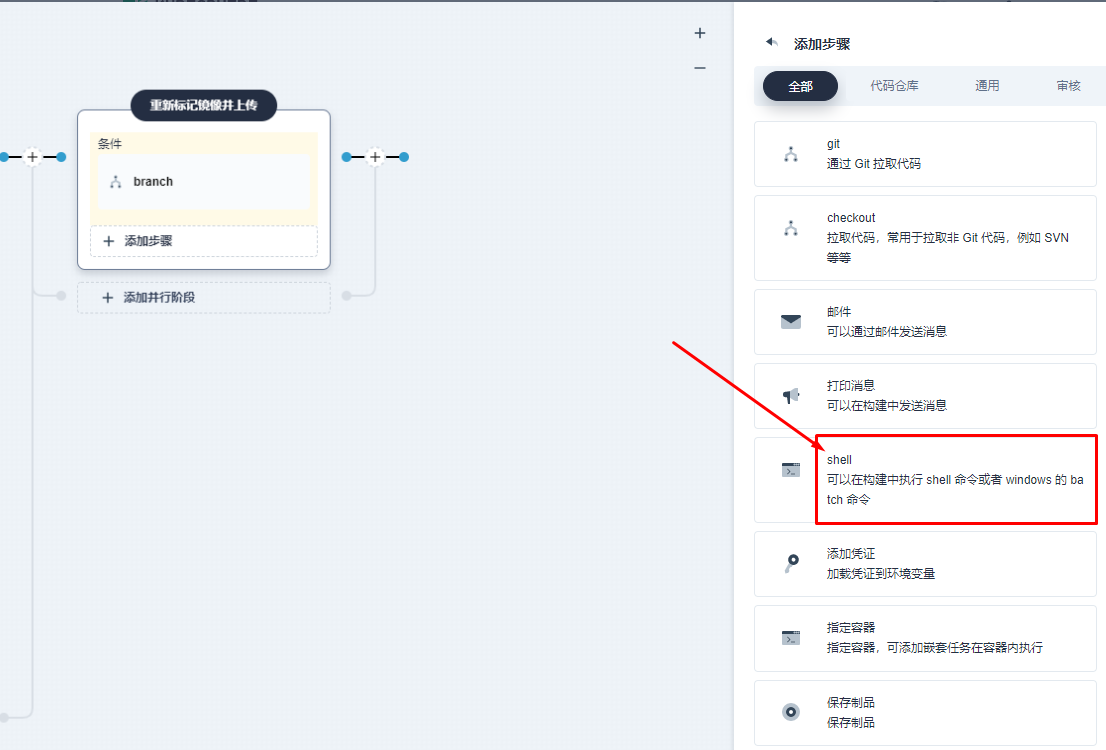 重新标记镜像并上传
条件
branch
添加步骤
添加并行阶段
添加步骤
全部
代码仓库
通用
审核
git
通过 Git 拉取代码
checkout
拉取代码，常用于拉取非 Git 代码，例如 SVN
等等
邮件
可以通过邮件发送消息
打印消息
可以在构建中发送消息
shell
可以在构建中执行 shell 命令或者 windows 的 ba
tch 命令
添加凭证
加载凭证到环境变量
指定容器
指定容器，可添加嵌套任务在容器内执行
保存制品
保存制品